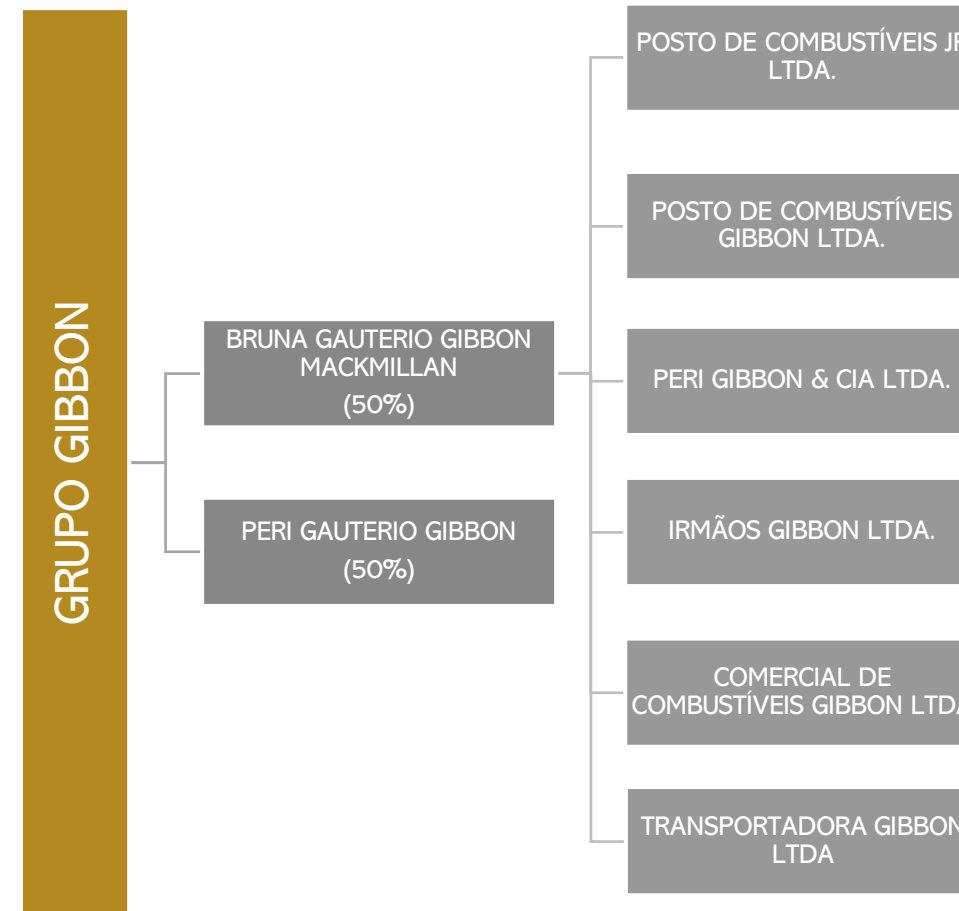 GRUPO GIBBON
BRUNA GAUTERIO GIBBON
MACKMILLAN
(50%)
PERI GAUTERIO GIBBON
(50%)
POSTO DE COMBUSTÍVEIS
LTDA.
POSTO DE COMBUSTÍVEIS
GIBBON LTDA.
PERI GIBBON & CIA LTDA.
IRMÃOS GIBBON LTDA.
COMERCIAL DE
COMBUSTÍVEIS GIBBON LTDA
TRANSPORTADORA GIBBON
LTDA